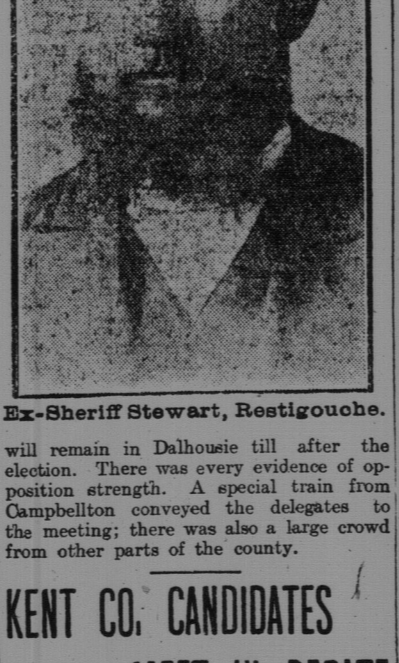 Ex-Sheriff Stewart, Restigouche.
will remain in Dalhousie till after the
election. There was every evidence of op-
position strength. A special train from
Campbellton conveyed the delegates to
the meeting; there was also a large crowd
from other parts of the county.
KENT CO. CANDIDATES